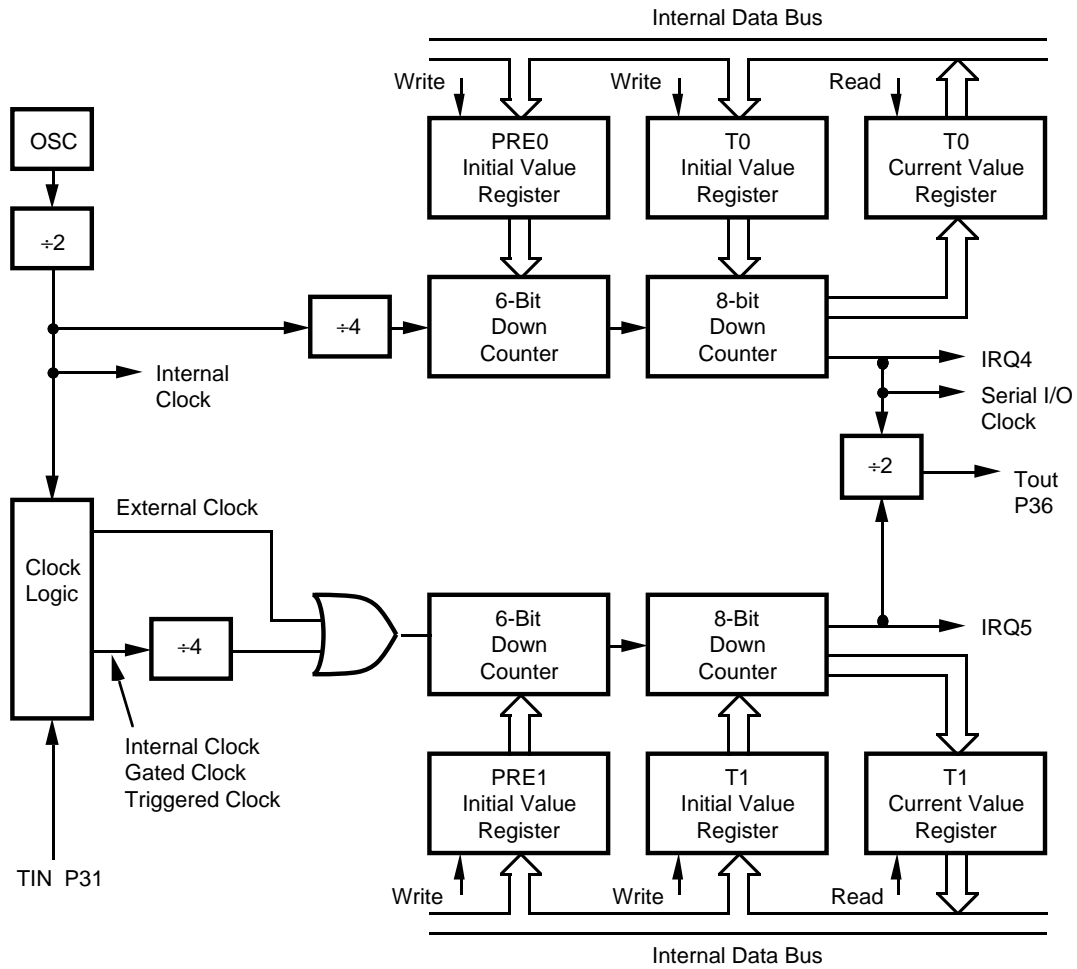 Internal Data Bus
Write
Write
Read
OSC
PRE0
Initial Value
Register
T0
Initial Value
Register
T0
Current Value
Register
÷2
6-Bit
Down
Counter
8-bit
Down
Counter
÷4
IRQ4
Internal
Clock
Serial I/O
Clock
÷2
Tout
P36
External Clock
Clock
Logic
÷4
6-Bit
Down
Counter
8-Bit
Down
Counter
IRQ5
Internal Clock
Gated Clock
Triggered Clock
PRE1
Initial Value
Register
T1
Initial Value
Register
T1
Current Value
Register
TIN P31
Write
Write
Read
Internal Data Bus